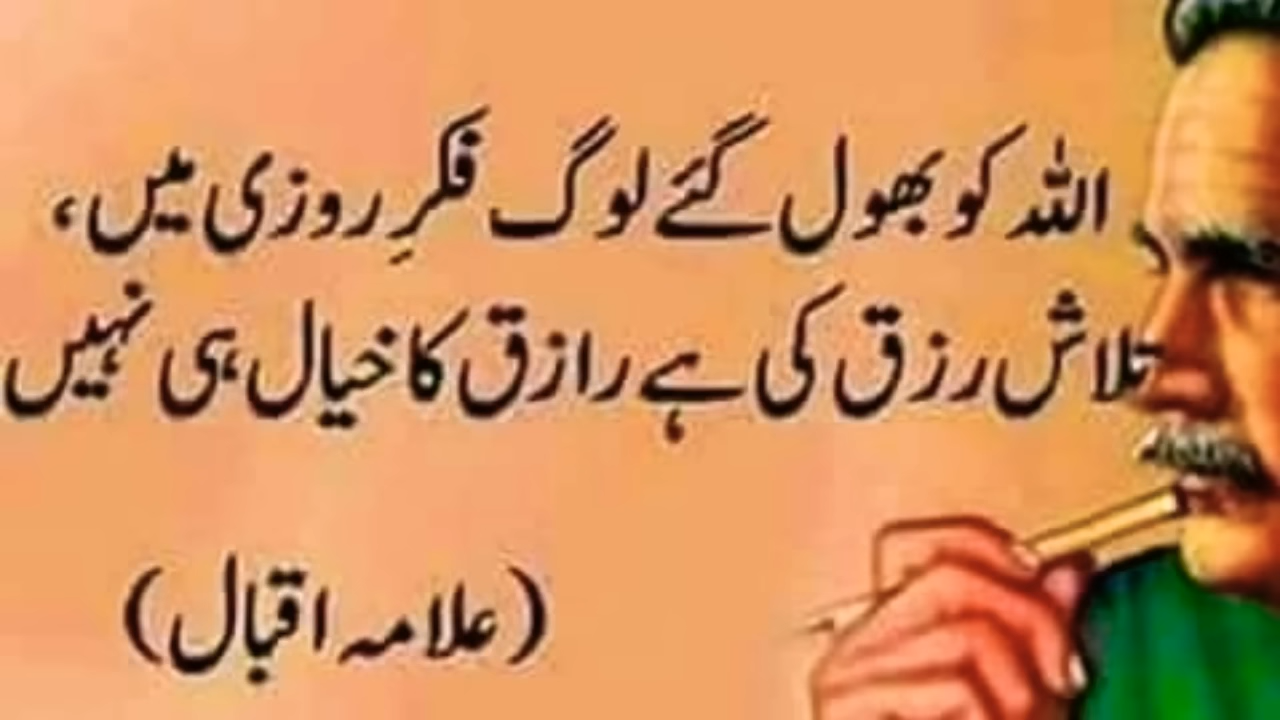 اللہ کو بھول گئے لوگ فکرِ روزی میں،
تلاش رزق کی ہے رازق کا خیال ہی نہیں
(علامہ اقبال)